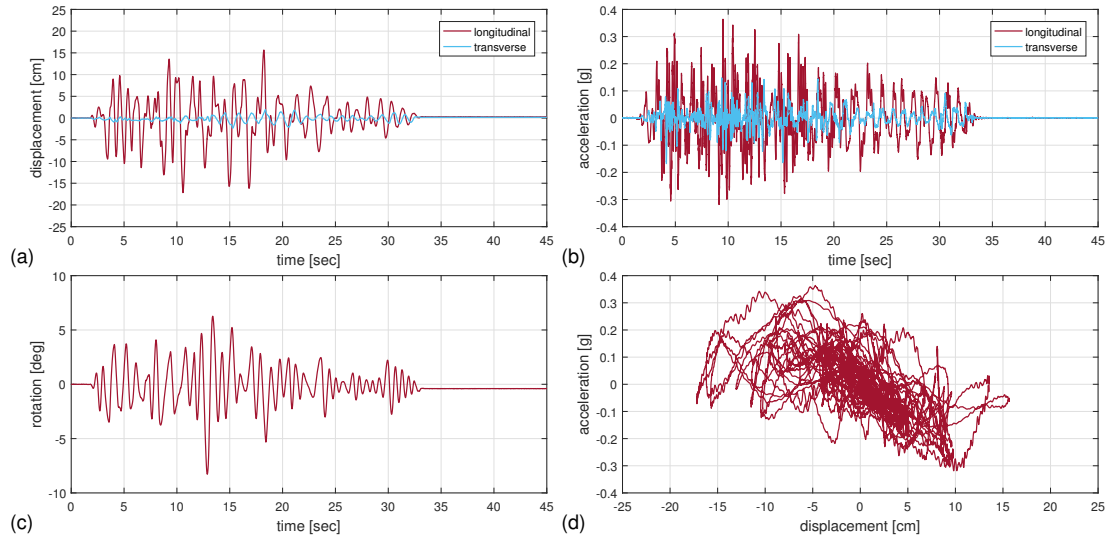 25
20
15
10
5
0
-5
-10
-15
-20
-25
displacement [cm]
longitudinal
transverse
0 5 10 15 20 25 30 35 40 45
time [sec]
(a)
0.4
0.3
0.2
0.1
0
-0.1
-0.2
-0.3
-0.4
acceleration [g]
longitudinal
transverse
0 5 10 15 20 25 30 35 40 45
time [sec]
(b)
10
5
0
-5
-10
rotation [deg]
0 5 10 15 20 25 30 35 40 45
time [sec]
(c)
0.4
0.3
0.2
0.1
0
-0.1
-0.2
-0.3
-0.4
acceleration [g]
-25 -20 -15 -10 -5 0 5 10 15 20 25
displacement [cm]
(d)